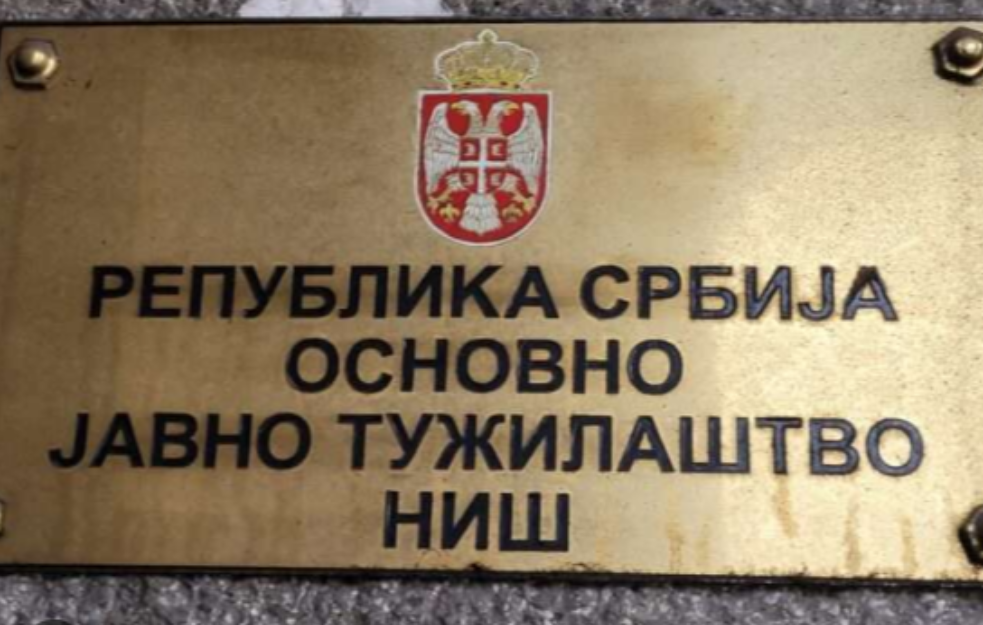 РЕПУБЛИКА СРБИЈА
ОСНОВНО
ЈАВНО ТУЖИЛАШТВО
НИШ